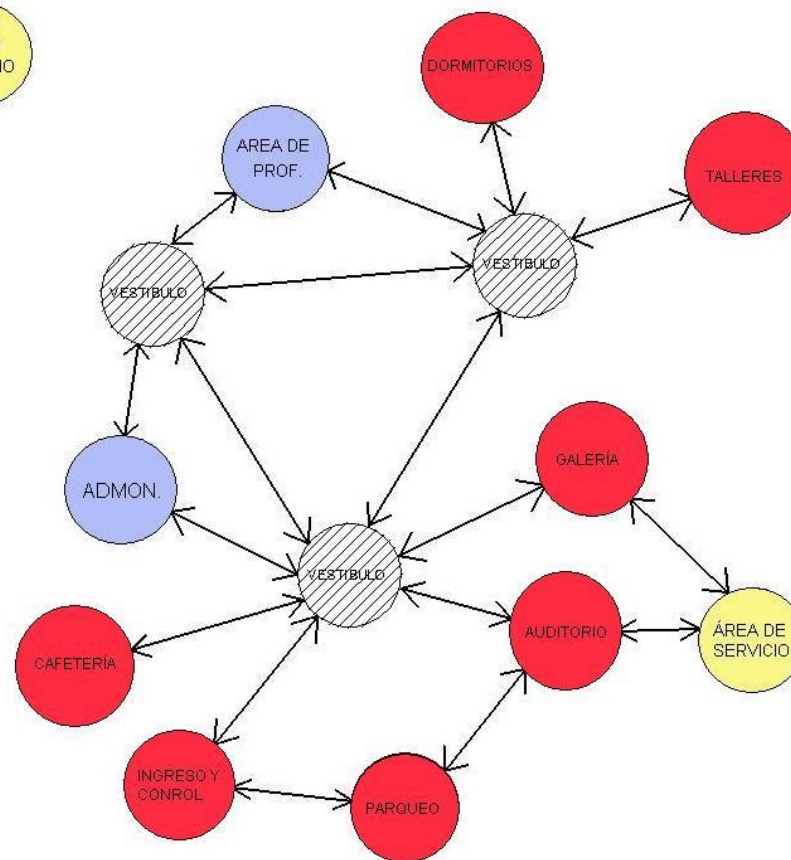 DORMITORIOS
AREA DE
PROF.
TALLERES
VESTIBULO
VESTIBULO
GALERÍA
ADMON.
VESTIBULO
AUDITORIO
ÁREA DE
SERVICIO
CAFETERÍA
INGRESO Y
CONROL
PARQUEO